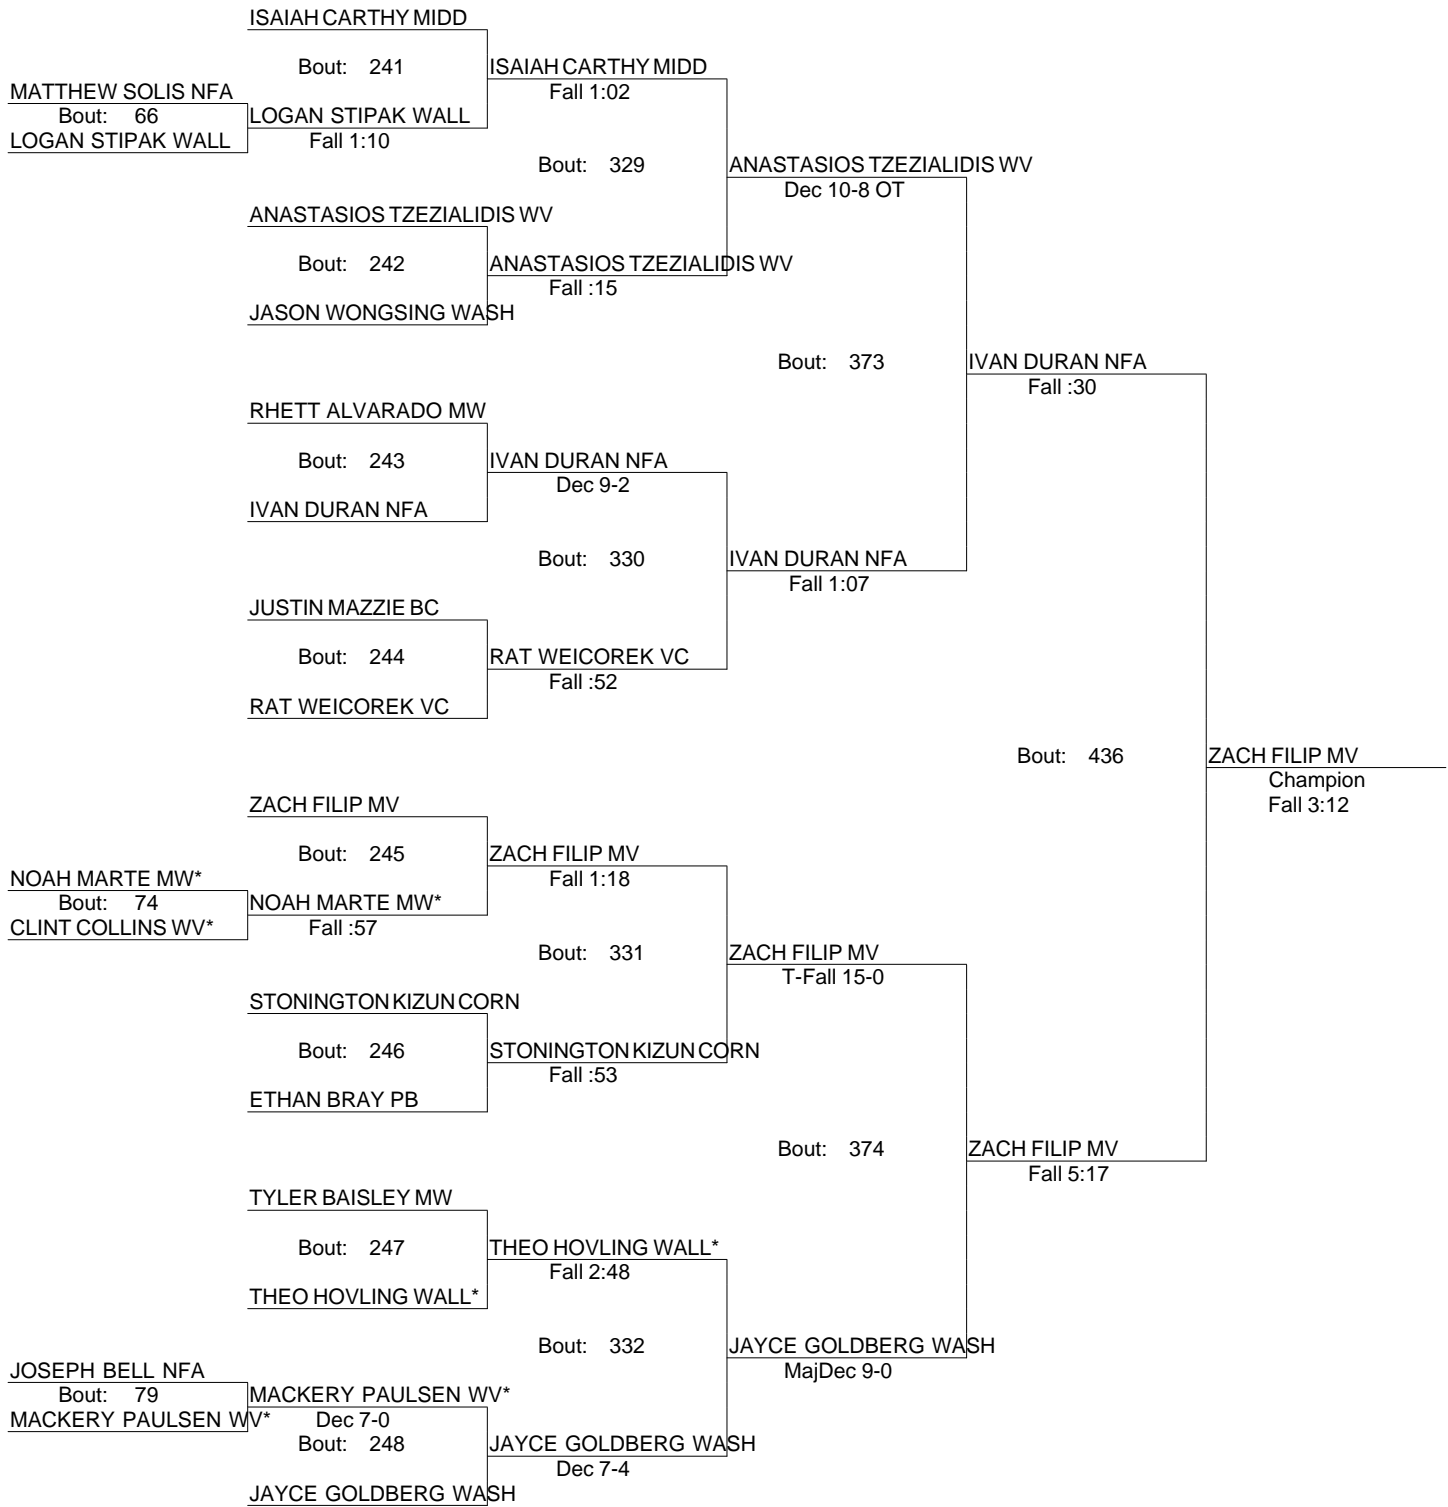 ISAIAH CARTHY MIDD
Bout: 241
ISAIAH CARTHY MIDD
Fall 1:02
MATTHEW SOLIS NFA
Bout: 66
LOGAN STIPAK WALL
LOGAN STIPAK WALL
Fall 1:10
Bout: 329
ANASTASIOS TZEZIALIDIS WV
Dec 10-8 OT
ANASTASIOS TZEZIALIDIS WV
Bout: 242
ANASTASIOS TZEZIALIDIS WV
Fall :15
JASON WONGSING WASH
Bout: 373
IVAN DURAN NFA
Fall :30
RHETT ALVARADO MW
Bout: 243
IVAN DURAN NFA
Dec 9-2
IVAN DURAN NFA
Bout: 330
IVAN DURAN NFA
Fall 1:07
JUSTIN MAZZIE BC
Bout: 244
RAT WEICOREK VC
Fall :52
RAT WEICOREK VC
Bout: 436
ZACH FILIP MV
Champion
Fall 3:12
ZACH FILIP MV
Bout: 245
ZACH FILIP MV
Fall 1:18
NOAH MARTE MW*
Bout: 74
CLINT COLLINS WV*
NOAH MARTE MW*
Fall :57
Bout: 331
ZACH FILIP MV
T-Fall 15-0
STONINGTON KIZUN CORN
Bout: 246
STONINGTON KIZUN CORN
Fall :53
ETHAN BRAY PB
Bout: 374
ZACH FILIP MV
Fall 5:17
TYLER BAISLEY MW
Bout: 247
THEO HOVLING WALL*
Fall 2:48
THEO HOVLING WALL*
Bout: 332
JAYCE GOLDBERG WASH
MajDec 9-0
JOSEPH BELL NFA
Bout: 79
MACKERY PAULSEN WV*
MACKERY PAULSEN WV*
Dec 7-0
Bout: 248
JAYCE GOLDBERG WASH
Dec 7-4
JAYCE GOLDBERG WASH